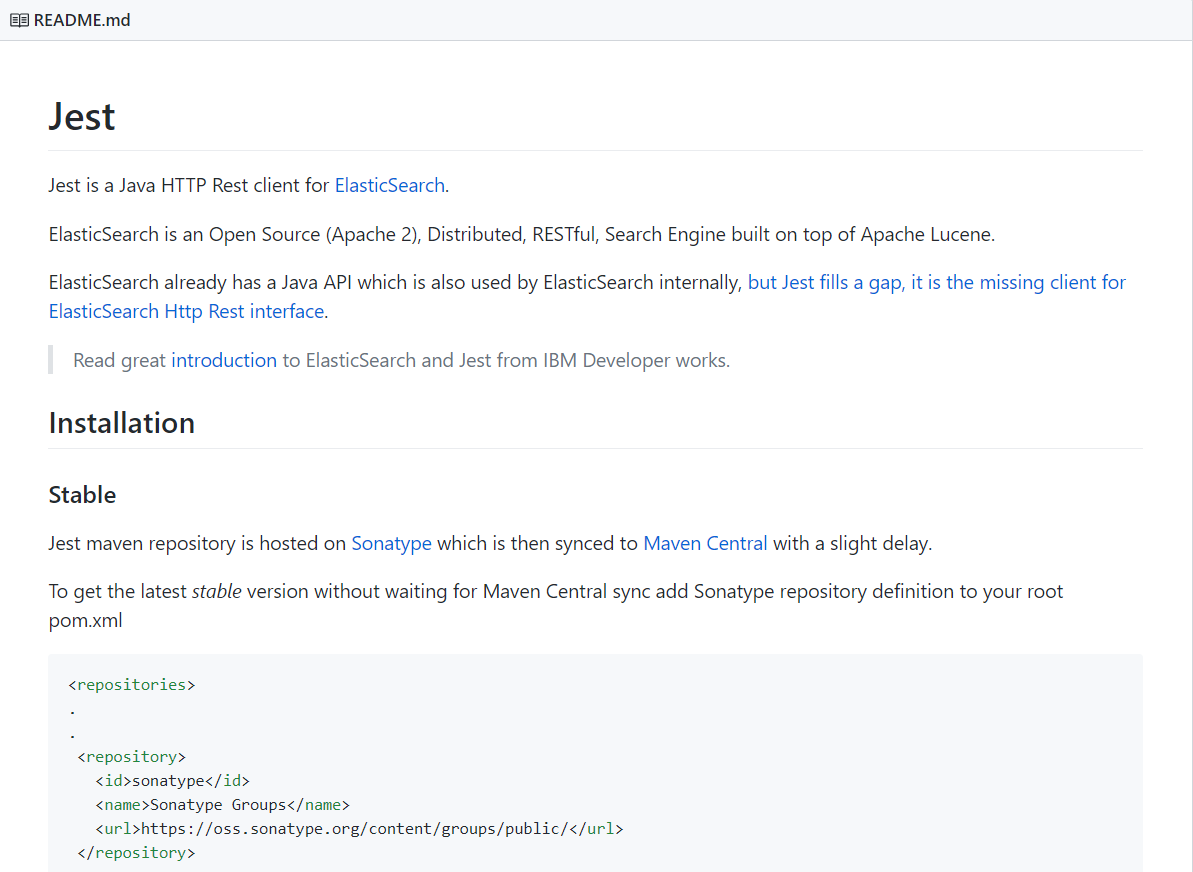 README.md
Jest
Jest is a Java HTTP Rest client for ElasticSearch.
ElasticSearch is an Open Source (Apache 2), Distributed, RESTful, Search Engine built on top of Apache Lucene.
ElasticSearch already has a Java API which is also used by ElasticSearch internally, but Jest fills a gap, it is the missing client for
ElasticSearch Http Rest interface.
Read great introduction to ElasticSearch and Jest from IBM Developer works.
Installation
Stable
Jest maven repository is hosted on Sonatype which is then synced to Maven Central with a slight delay.
To get the latest stable version without waiting for Maven Central sync add Sonatype repository definition to your root
pom.xml
<repositories>
.
.
<repository>
<id>sonatype</id>
<name>Sonatype Groups</name>
<url>https://oss.sonatype.org/content/groups/public/</url>
</repository>